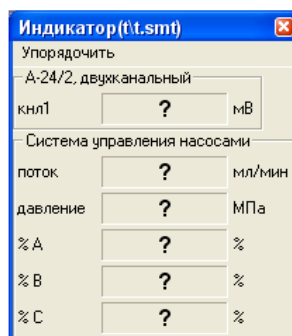 Индикатор(t\t.smt)
Упорядочить
А-24/2, двухканальный
кнл1 ? мВ
Система управления насосами
поток ? мл/мин
давление ? МПа
% A ? %
% B ? %
% C ? %